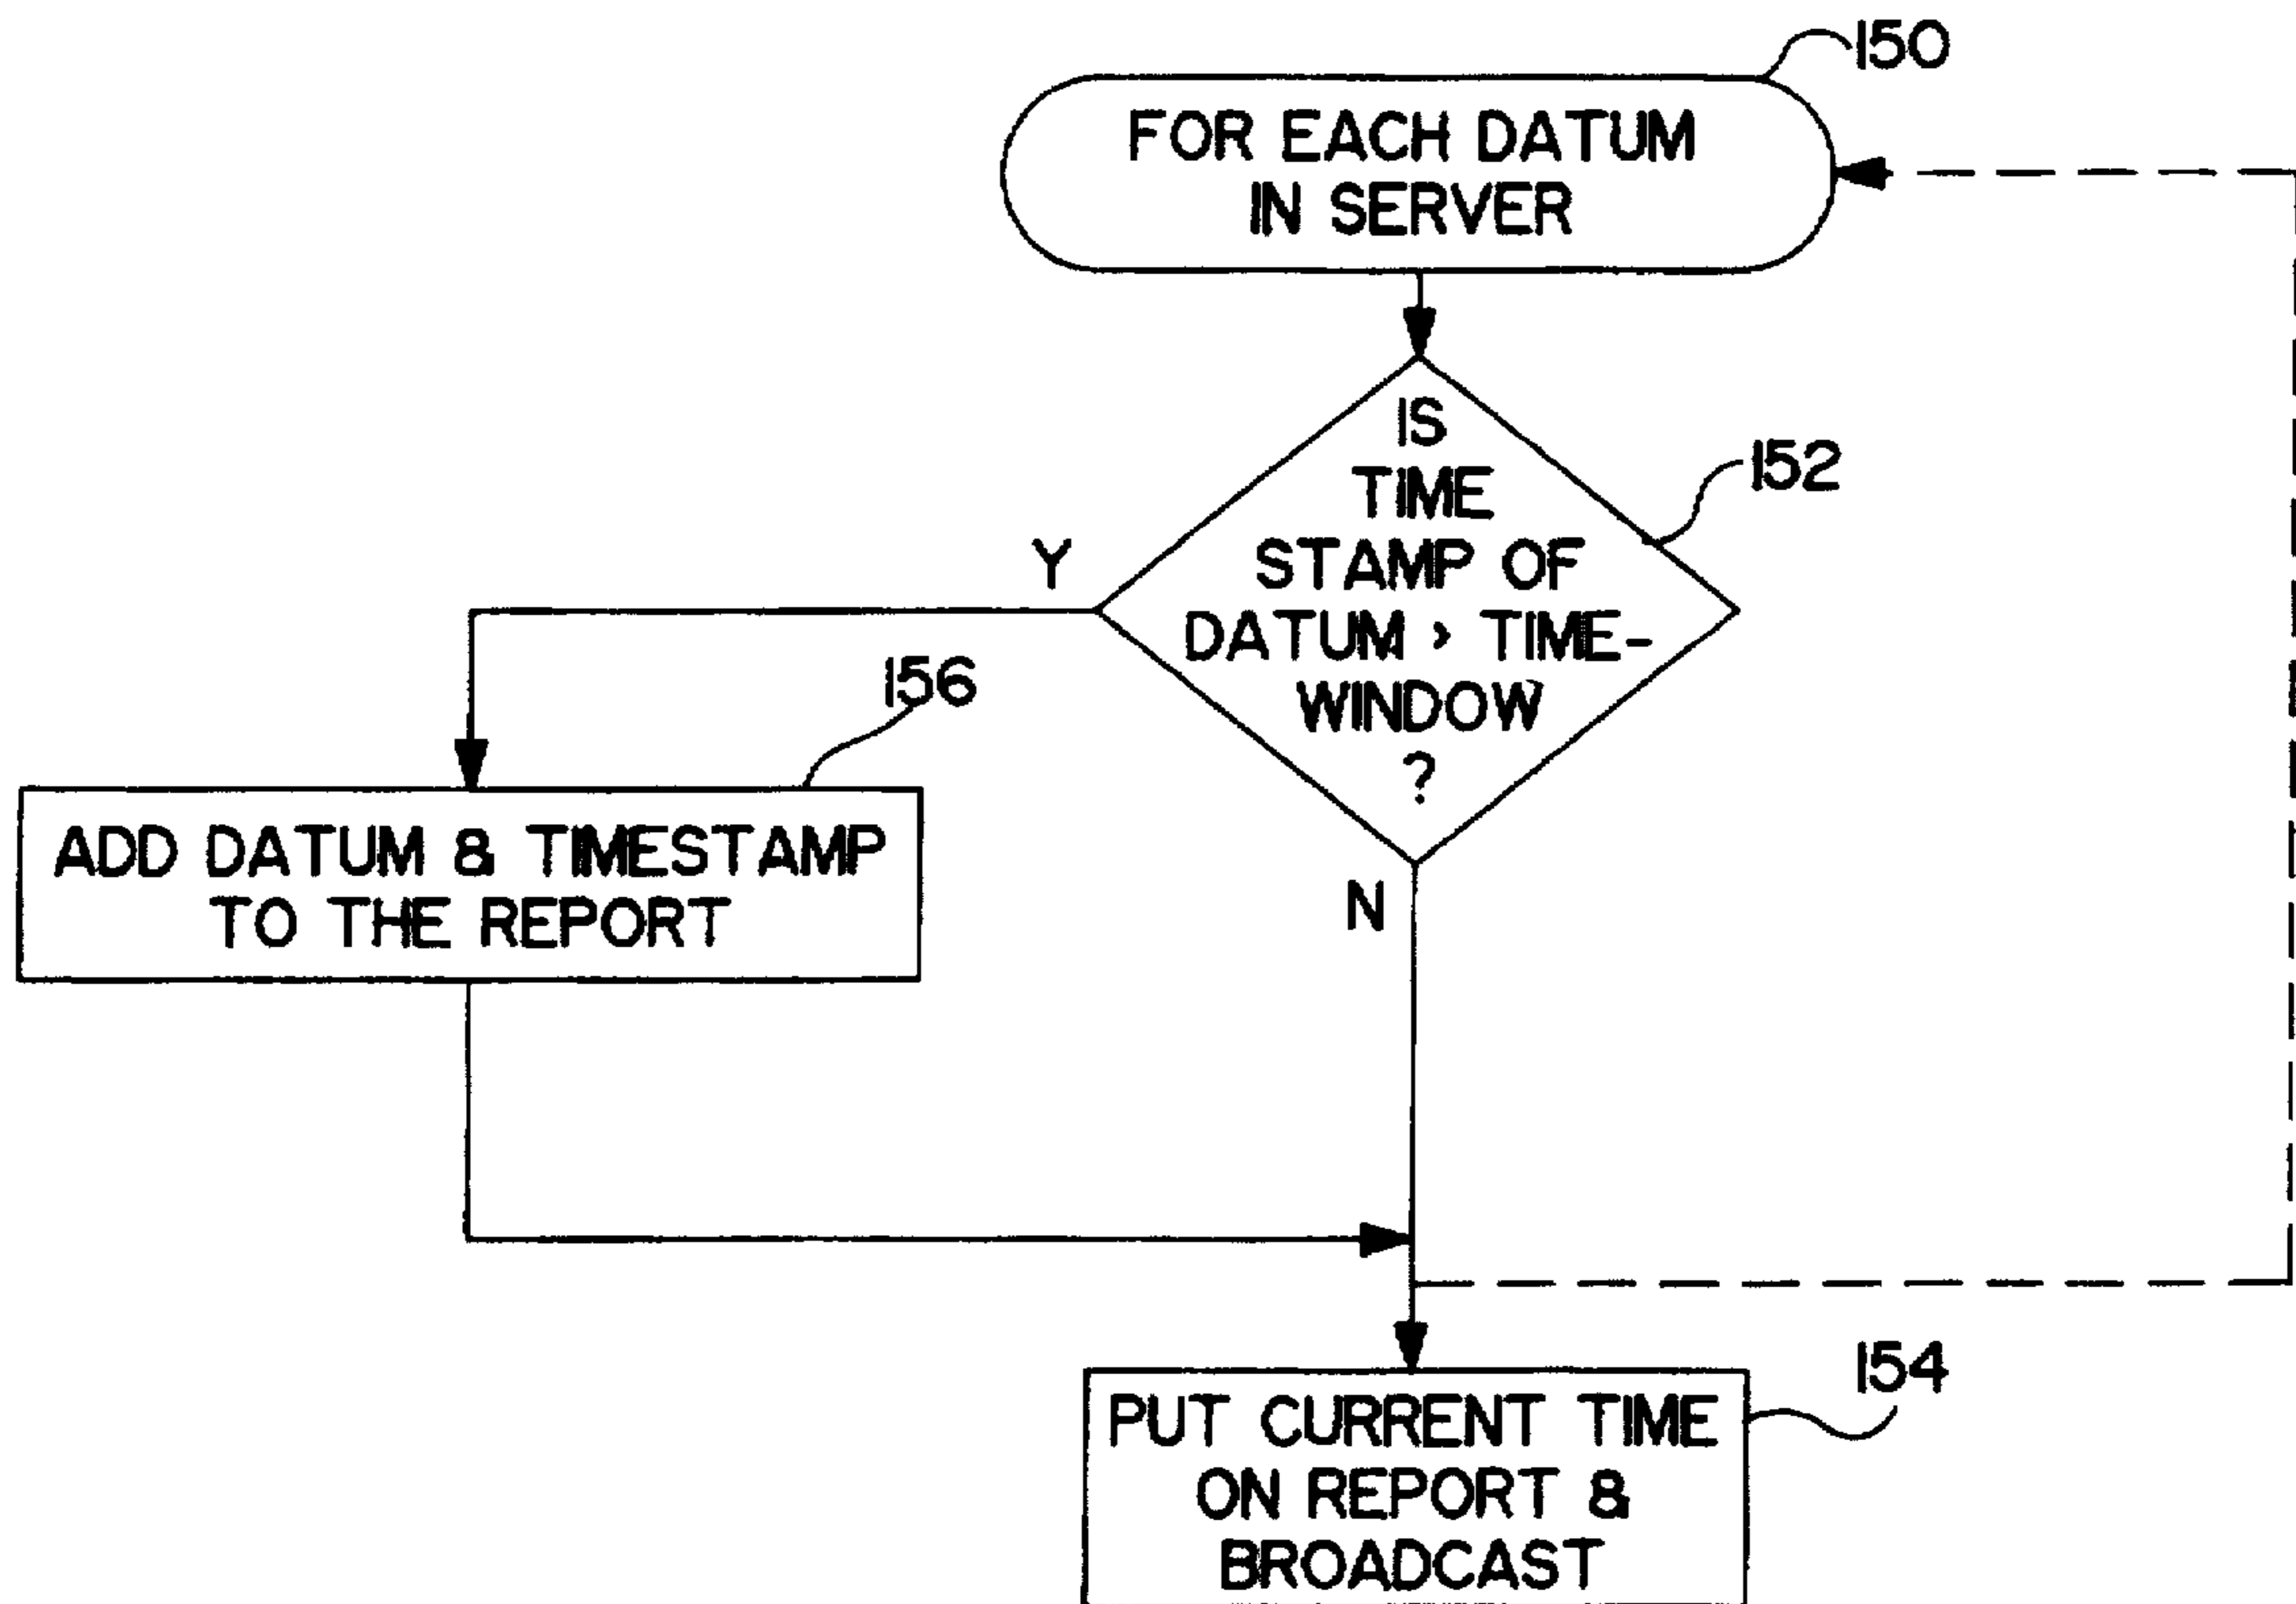 150
FOR EACH DATUM
IN SERVER
IS
TIME
STAMP OF
DATUM > TIME-
WINDOW
?
152
Y
156
ADD DATUM & TIMESTAMP
TO THE REPORT
N
154
PUT CURRENT TIME
ON REPORT &
BROADCAST